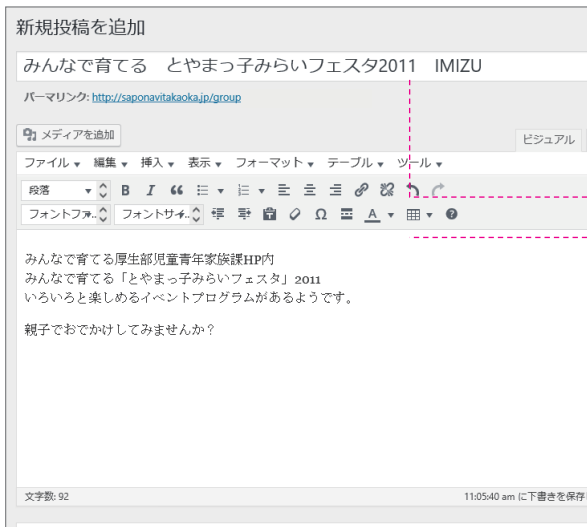 新規投稿を追加
みんなで育てる　とやまっ子みらいフェスタ2011　IMIZU
パーマリンク: http://saponavitakaoka.jp/group
メディアを追加
ビジュアル
ファイル 編集 挿入 表示 フォーマット テーブル ツール
段落 B I
フォントファ.. フォントサイ.. Ω A
みんなで育てる厚生部児童青年家族課HP内
みんなで育てる「とやまっ子みらいフェスタ」2011
いろいろと楽しめるイベントプログラムがあるようです。
親子でおでかけしてみませんか？
文字数: 92
11:05:40 am に下書きを保存